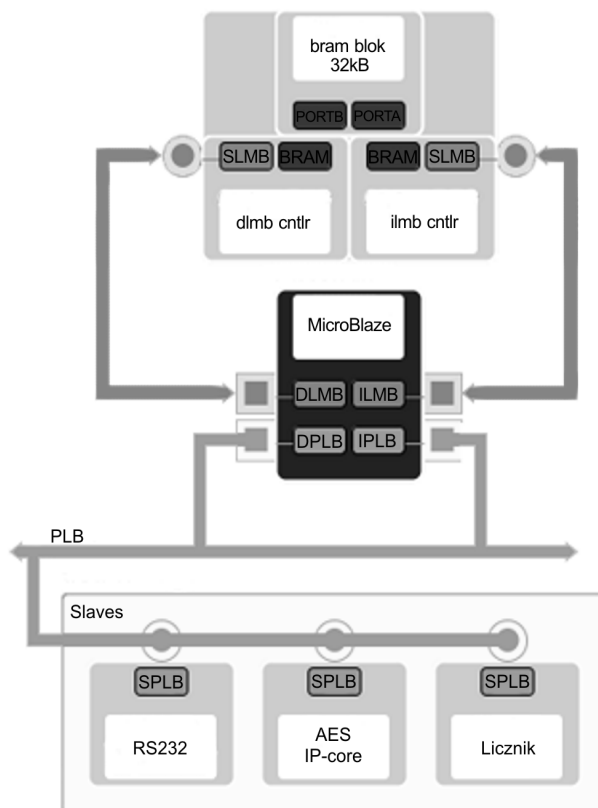 bram blok
32kB
PORTB PORTA
SLMB BRAM BRAM SLMB
dlmb cntlr ilmb cntlr
MicroBlaze
DLMB ILMB
DPLB IPLB
PLB
Slaves
SPLB SPLB SPLB
RS232 AES
IP-core Licznik